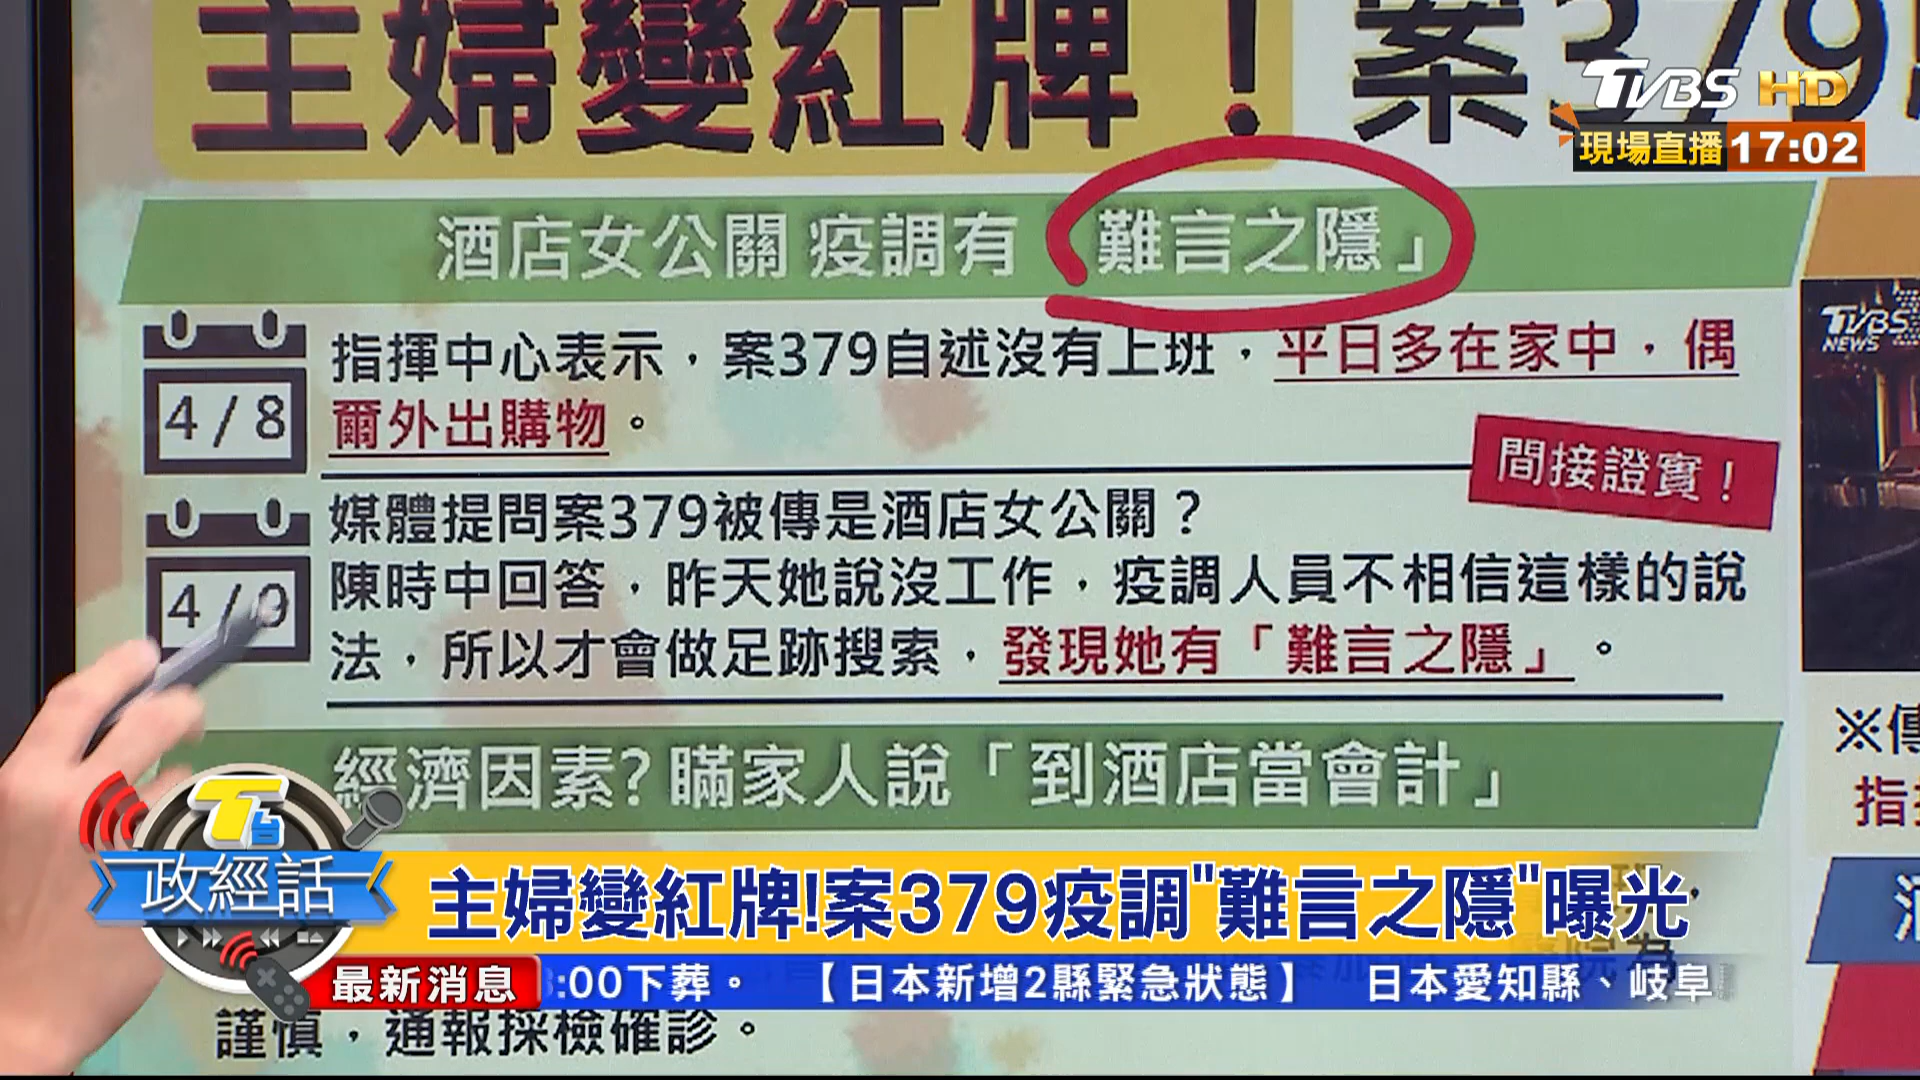 主婦變紅牌！案379！
TVBS HD
現場直播 17:02
酒店女公關 疫調有「難言之隱」
4/8
指揮中心表示，案379自述沒有上班，平日多在家中，偶
爾外出購物。
間接證實！
TVBS
NEWS
4/9
媒體提問案379被傳是酒店女公關？
陳時中回答，昨天她說沒工作，疫調人員不相信這樣的說
法，所以才會做足跡搜索，發現她有「難言之隱」。
※傳
指
經濟因素?瞞家人說「到酒店當會計」
T台
政經話
主婦變紅牌!案379疫調"難言之隱"曝光
最新消息
:00下葬。 【日本新增2縣緊急狀態】 日本愛知縣、岐阜
謹慎，通報採檢確診。